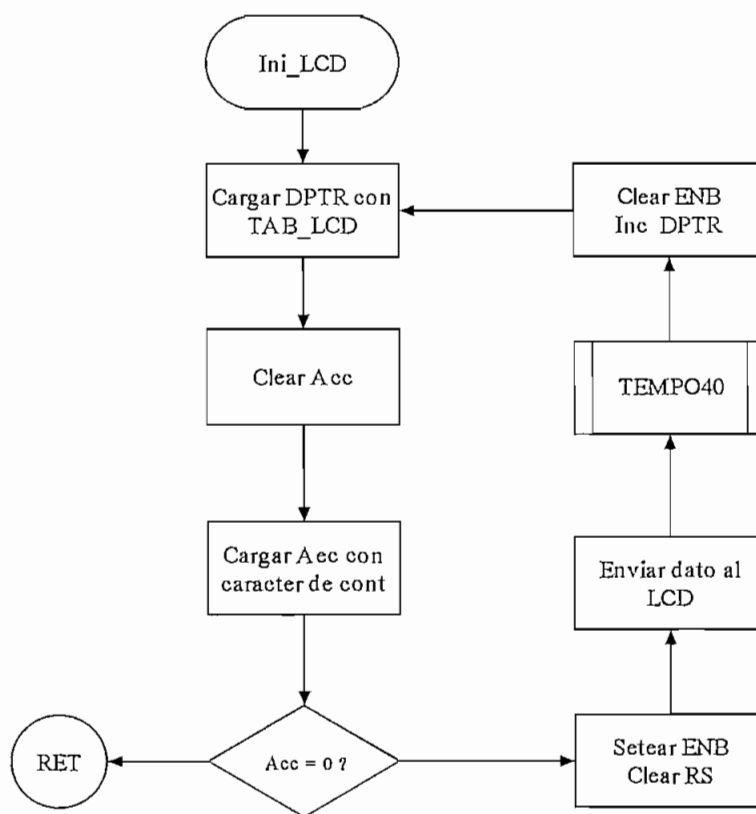 Ini_LCD
Cargar DPTR con
TAB_LCD
Clear Acc
Cargar Acc con
caracter de cont
Acc = 0 ?
RET
Setear ENB
Clear RS
Enviar dato al
LCD
TEMPO40
Clear ENB
Inc DPTR